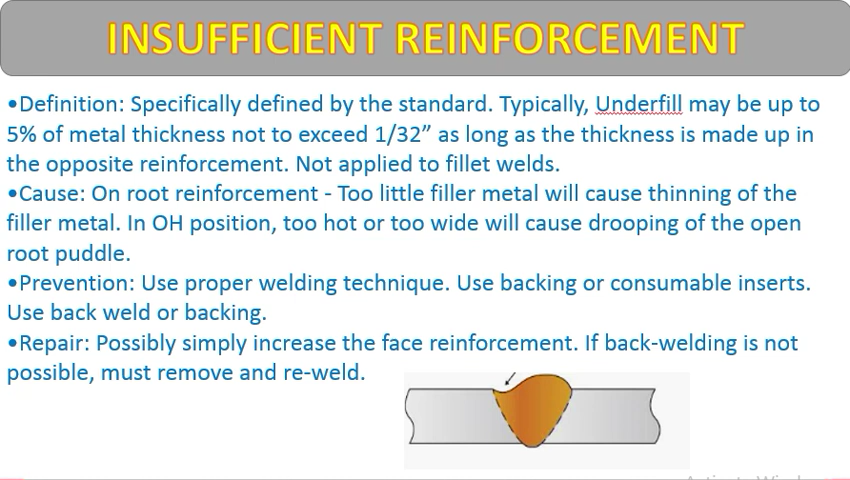 INSUFFICIENT REINFORCEMENT
•Definition: Specifically defined by the standard. Typically, Underfill may be up to
5% of metal thickness not to exceed 1/32” as long as the thickness is made up in
the opposite reinforcement. Not applied to fillet welds.
•Cause: On root reinforcement - Too little filler metal will cause thinning of the
filler metal. In OH position, too hot or too wide will cause drooping of the open
root puddle.
•Prevention: Use proper welding technique. Use backing or consumable inserts.
Use back weld or backing.
•Repair: Possibly simply increase the face reinforcement. If back-welding is not
possible, must remove and re-weld.